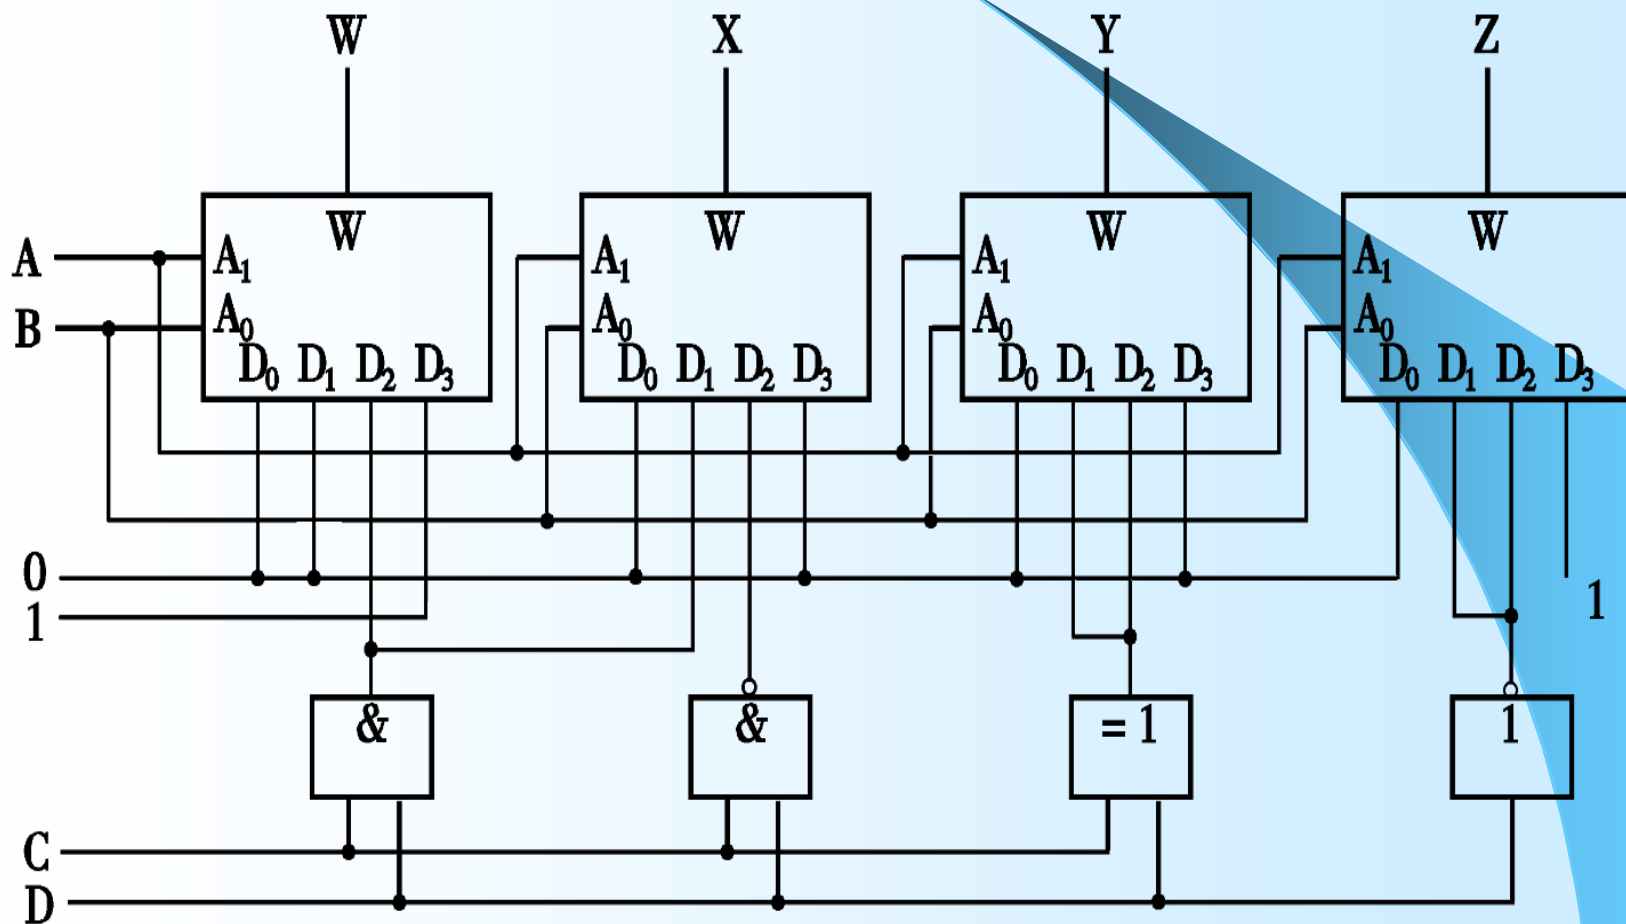 W X Y Z
W W W W
A A₁ A₁ A₁ A₁
B A₀ A₀ A₀ A₀
D₀ D₁ D₂ D₃ D₀ D₁ D₂ D₃ D₀ D₁ D₂ D₃ D₀ D₁ D₂ D₃
0
1 1
& & = 1 1
C
D